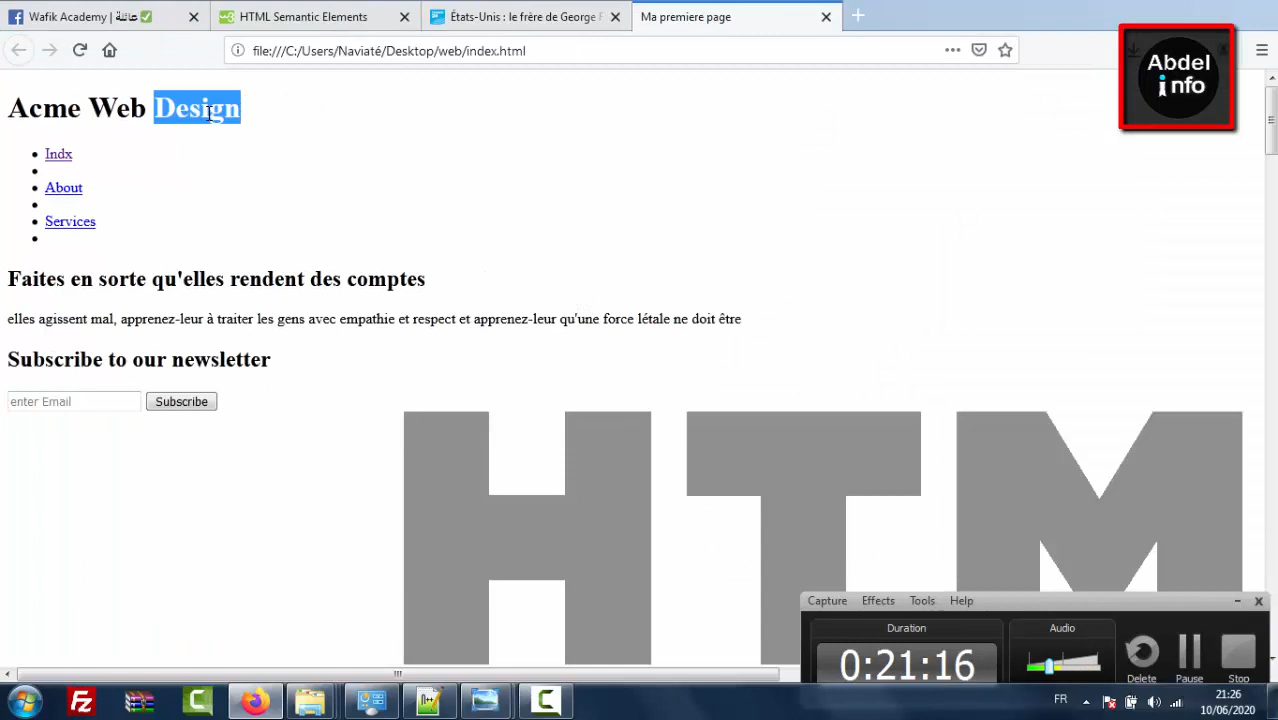 Wafik Academy | أكاديمية
HTML Semantic Elements
États-Unis : le frère de George F
Ma premiere page
file:///C:/Users/Naviaté/Desktop/web/index.html
Abdel
info
Acme Web Design
Indx
About
Services
Faites en sorte qu'elles rendent des comptes
elles agissent mal, apprenez-leur à traiter les gens avec empathie et respect et apprenez-leur qu'une force létale ne doit être
Subscribe to our newsletter
enter Email
Subscribe
HTM
Capture Effects Tools Help
Duration
Audio
0:21:16
Delete
Pause
Stop
FR
21:26
10/06/2020